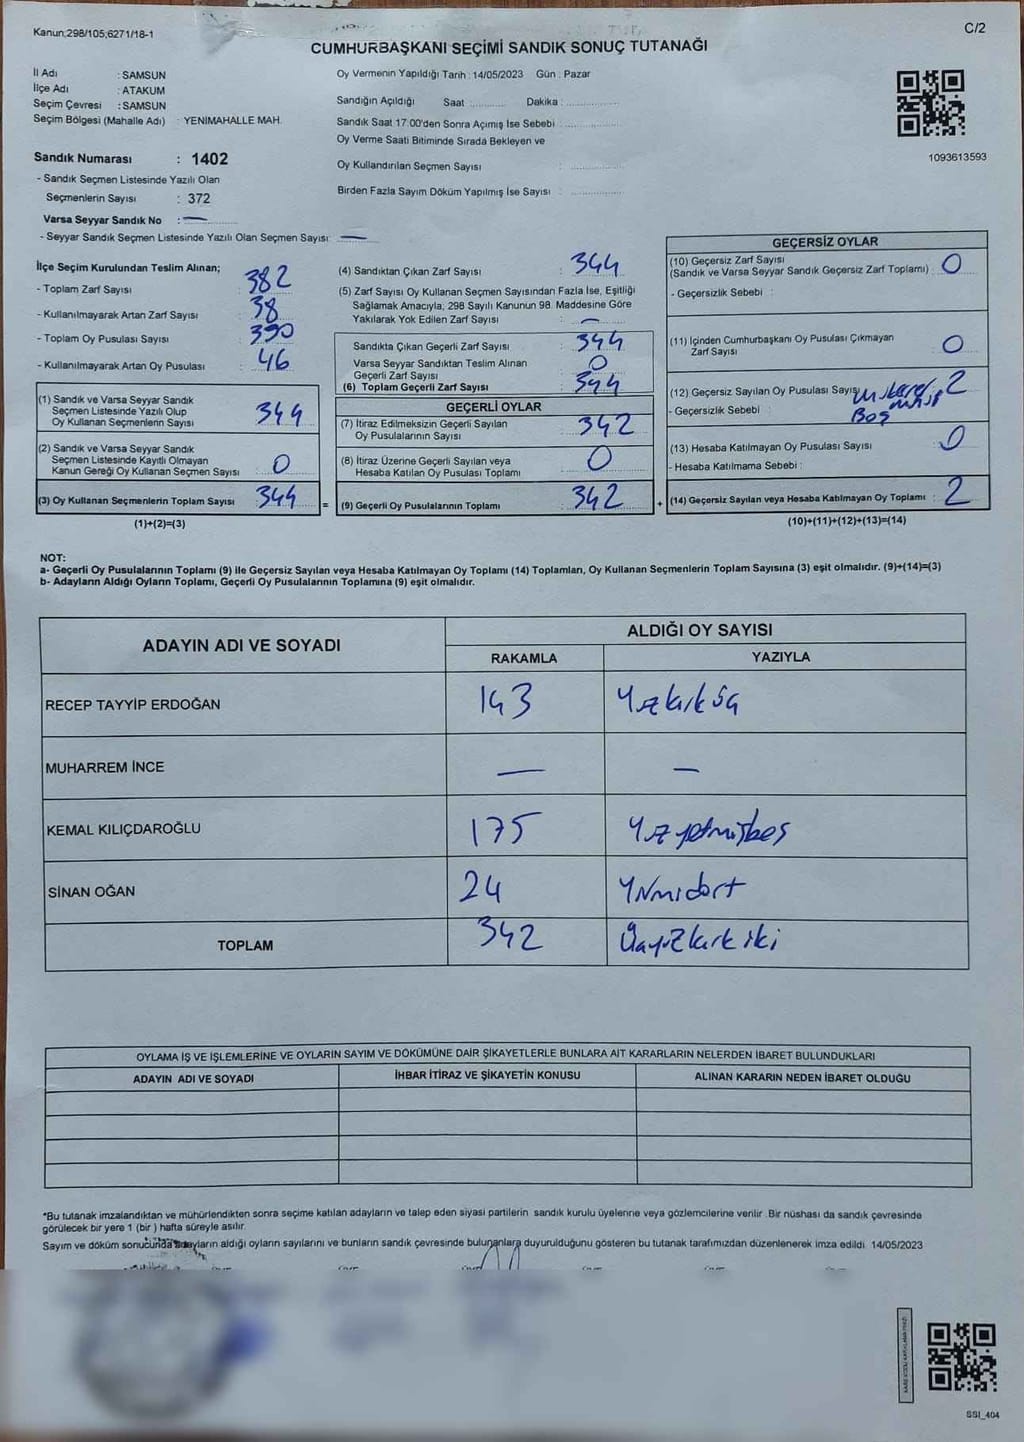 Kanun:298/105;6271/18-1
C/2
CUMHURBAŞKANI SEÇİMİ SANDIK SONUÇ TUTANAĞI
İl Adı : SAMSUN
İlçe Adı : ATAKUM
Seçim Çevresi : SAMSUN
Seçim Bölgesi (Mahalle Adı) : YENİMAHALLE MAH.
Sandık Numarası : 1402
- Sandık Seçmen Listesinde Yazılı Olan
Seçmenlerin Sayısı : 372
Varsa Seyyar Sandık No : —
- Seyyar Sandık Seçmen Listesinde Yazılı Olan Seçmen Sayısı: —
Oy Vermenin Yapıldığı Tarih : 14/05/2023 Gün : Pazar
Sandığın Açıldığı Saat ............ Dakika : ..............
Sandık Saat 17.00'den Sonra Açımış İse Sebebi : ..............
Oy Verme Saati Bitiminde Sırada Bekleyen ve
Oy Kullandırılan Seçmen Sayısı : ..............
Birden Fazla Sayım Döküm Yapılmış İse Sayısı : ..............
1093613593
İlçe Seçim Kurulundan Teslim Alınan;
- Toplam Zarf Sayısı : 382
- Kullanılmayarak Artan Zarf Sayısı : 38
- Toplam Oy Pusulası Sayısı : 390
- Kullanılmayarak Artan Oy Pusulası : 46
(1) Sandık ve Varsa Seyyar Sandık
Seçmen Listesinde Yazılı Olup
Oy Kullanan Seçmenlerin Sayısı : 344
(2) Sandık ve Varsa Seyyar Sandık
Seçmen Listesinde Kayıtlı Olmayan
Kanun Gereği Oy Kullanan Seçmen Sayısı : 0
(3) Oy Kullanan Seçmenlerin Toplam Sayısı : 344
(1)+(2)=(3)
(4) Sandıktan Çıkan Zarf Sayısı : 344
(5) Zarf Sayısı Oy Kullanan Seçmen Sayısından Fazla İse, Eşitliği
Sağlamak Amacıyla, 298 Sayılı Kanunun 98. Maddesine Göre
Yakılarak Yok Edilen Zarf Sayısı : —
Sandıkta Çıkan Geçerli Zarf Sayısı : 344
Varsa Seyyar Sandıktan Teslim Alınan
Geçerli Zarf Sayısı : 0
(6) Toplam Geçerli Zarf Sayısı : 344
GEÇERLİ OYLAR
(7) İtiraz Edilmeksizin Geçerli Sayılan
Oy Pusulalarının Sayısı : 342
(8) İtiraz Üzerine Geçerli Sayılan veya
Hesaba Katılan Oy Pusulası Toplamı : 0
= (9) Geçerli Oy Pusulalarının Toplamı : 342
GEÇERSİZ OYLAR
(10) Geçersiz Zarf Sayısı
(Sandık ve Varsa Seyyar Sandık Geçersiz Zarf Toplamı) : 0
- Geçersizlik Sebebi :
(11) İçinden Cumhurbaşkanı Oy Pusulası Çıkmayan
Zarf Sayısı : 0
(12) Geçersiz Sayılan Oy Pusulası Sayısı : 2
- Geçersizlik Sebebi : Boş
(13) Hesaba Katılmayan Oy Pusulası Sayısı : 0
- Hesaba Katılmama Sebebi :
+ (14) Geçersiz Sayılan veya Hesaba Katılmayan Oy Toplamı : 2
(10)+(11)+(12)+(13)=(14)
NOT:
a- Geçerli Oy Pusulalarının Toplamı (9) ile Geçersiz Sayılan veya Hesaba Katılmayan Oy Toplamı (14) Toplamları, Oy Kullanan Seçmenlerin Toplam Sayısına (3) eşit olmalıdır. (9)+(14)=(3)
b- Adayların Aldığı Oyların Toplamı, Geçerli Oy Pusulalarının Toplamına (9) eşit olmalıdır.
ADAYIN ADI VE SOYADI
ALDIĞI OY SAYISI
RAKAMLA YAZIYLA
RECEP TAYYİP ERDOĞAN 143 Yüzkırküç
MUHARREM İNCE — —
KEMAL KILIÇDAROĞLU 175 Yüzyetmişbeş
SİNAN OĞAN 24 Yirmidört
TOPLAM 342 Üçyüzkırkiki
OYLAMA İŞ VE İŞLEMLERİNE VE OYLARIN SAYIM VE DÖKÜMÜNE DAİR ŞİKAYETLERLE BUNLARA AİT KARARLARIN NELERDEN İBARET BULUNDUKLARI
ADAYIN ADI VE SOYADI İHBAR İTİRAZ VE ŞİKAYETİN KONUSU ALINAN KARARIN NEDEN İBARET OLDUĞU
*Bu tutanak imzalandıktan ve mühürlendikten sonra seçime katılan adayların ve talep eden siyasi partilerin sandık kurulu üyelerine veya gözlemcilerine verilir. Bir nüshası da sandık çevresinde
görülecek bir yere 1 (bir ) hafta süreyle asılır.
Sayım ve döküm sonucunda adayların aldığı oyların sayılarını ve bunların sandık çevresinde bulunanlara duyurulduğunu gösteren bu tutanak tarafımızdan düzenlenerek imza edildi. 14/05/2023
SSI_404